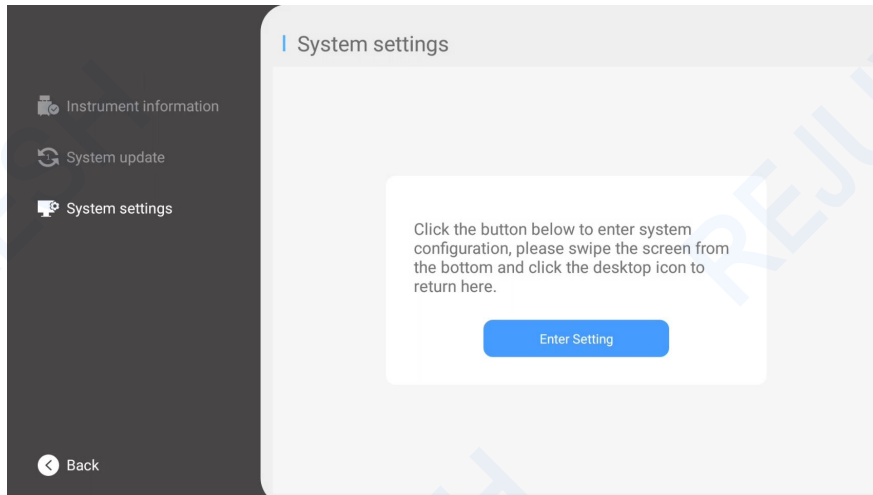 System settings
Instrument information
System update
System settings
Click the button below to enter system
configuration, please swipe the screen from
the bottom and click the desktop icon to
return here.
Enter Setting
Back